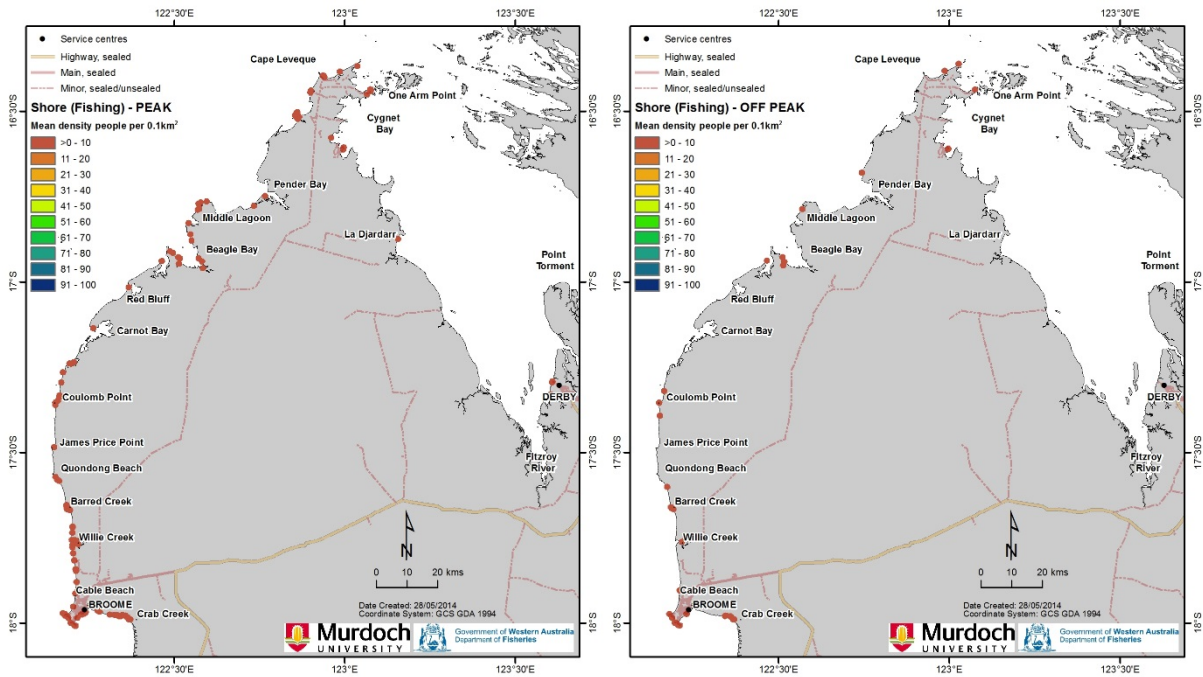 122°30'E
123°E
123°30'E
Service centres
Highway, sealed
Main, sealed
Minor, sealed/unsealed
Shore (Fishing) - PEAK
Mean density people per 0.1km²
>0 - 10
11 - 20
21 - 30
31 - 40
41 - 50
51 - 60
61 - 70
71 - 80
81 - 90
91 - 100
Cape Leveque
One Arm Point
Cygnet
Bay
Pender Bay
Middle Lagoon
La Djardarr
Beagle Bay
Point
Torment
Red Bluff
Carnot Bay
Coulomb Point
DERBY
James Price Point
Quondong Beach
Fitzroy
River
Barred Creek
Willie Creek
Cable Beach
BROOME
Crab Creek
16°30'S
17°S
17°30'S
18°S
N
0 10 20 kms
Date Created: 28/05/2014
Coordinate System: GCS GDA 1994
Murdoch
UNIVERSITY
Government of Western Australia
Department of Fisheries
122°30'E
123°E
123°30'E
122°30'E
123°E
123°30'E
Service centres
Highway, sealed
Main, sealed
Minor, sealed/unsealed
Shore (Fishing) - OFF PEAK
Mean density people per 0.1km²
>0 - 10
11 - 20
21 - 30
31 - 40
41 - 50
51 - 60
61 - 70
71 - 80
81 - 90
91 - 100
Cape Leveque
One Arm Point
Cygnet
Bay
Pender Bay
Middle Lagoon
La Djardarr
Beagle Bay
Point
Torment
Red Bluff
Carnot Bay
Coulomb Point
DERBY
James Price Point
Quondong Beach
Fitzroy
River
Barred Creek
Willie Creek
Cable Beach
BROOME
Crab Creek
16°30'S
17°S
17°30'S
18°S
N
0 10 20 kms
Date Created: 28/05/2014
Coordinate System: GCS GDA 1994
Murdoch
UNIVERSITY
Government of Western Australia
Department of Fisheries
122°30'E
123°E
123°30'E